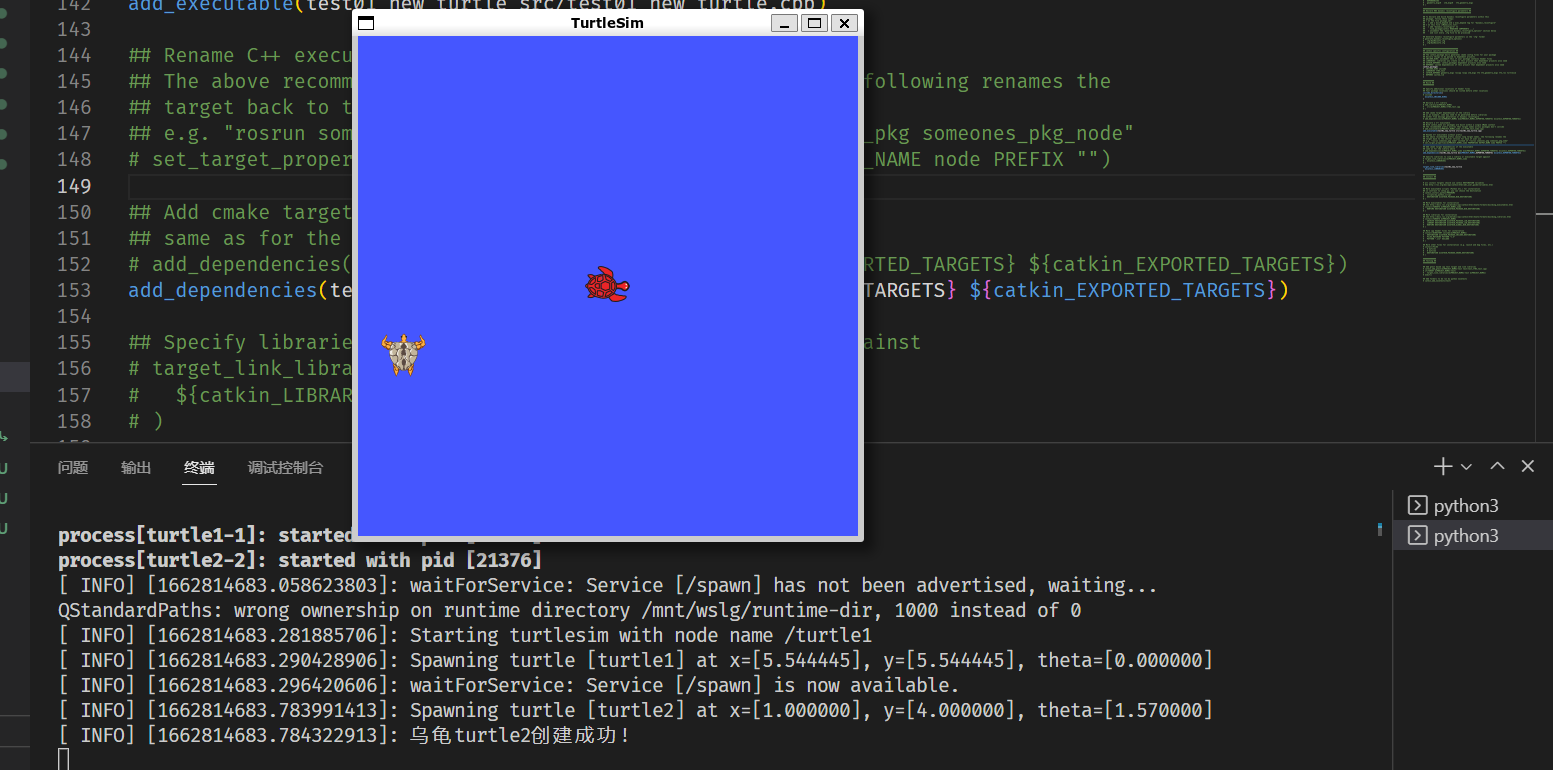 142 add_executable(test01_new_turtle src/test01_new_turtle.cpp)
TurtleSim
143
144 ## Rename C++ execu
145 ## The above recomm following renames the
146 ## target back to t
147 ## e.g. "rosrun som _pkg someones_pkg_node"
148 # set_target_proper _NAME node PREFIX "")
149
150 ## Add cmake target
151 ## same as for the
152 # add_dependencies( RTED_TARGETS} ${catkin_EXPORTED_TARGETS})
153 add_dependencies(te TARGETS} ${catkin_EXPORTED_TARGETS})
154
155 ## Specify librarie ainst
156 # target_link_libra
157 #   ${catkin_LIBRAR
158 # )
问题 输出 终端 调试控制台
python3
python3
process[turtle1-1]: started
process[turtle2-2]: started with pid [21376]
[ INFO] [1662814683.058623803]: waitForService: Service [/spawn] has not been advertised, waiting...
QStandardPaths: wrong ownership on runtime directory /mnt/wslg/runtime-dir, 1000 instead of 0
[ INFO] [1662814683.281885706]: Starting turtlesim with node name /turtle1
[ INFO] [1662814683.290428906]: Spawning turtle [turtle1] at x=[5.544445], y=[5.544445], theta=[0.000000]
[ INFO] [1662814683.296420606]: waitForService: Service [/spawn] is now available.
[ INFO] [1662814683.783991413]: Spawning turtle [turtle2] at x=[1.000000], y=[4.000000], theta=[1.570000]
[ INFO] [1662814683.784322913]: 乌龟turtle2创建成功!